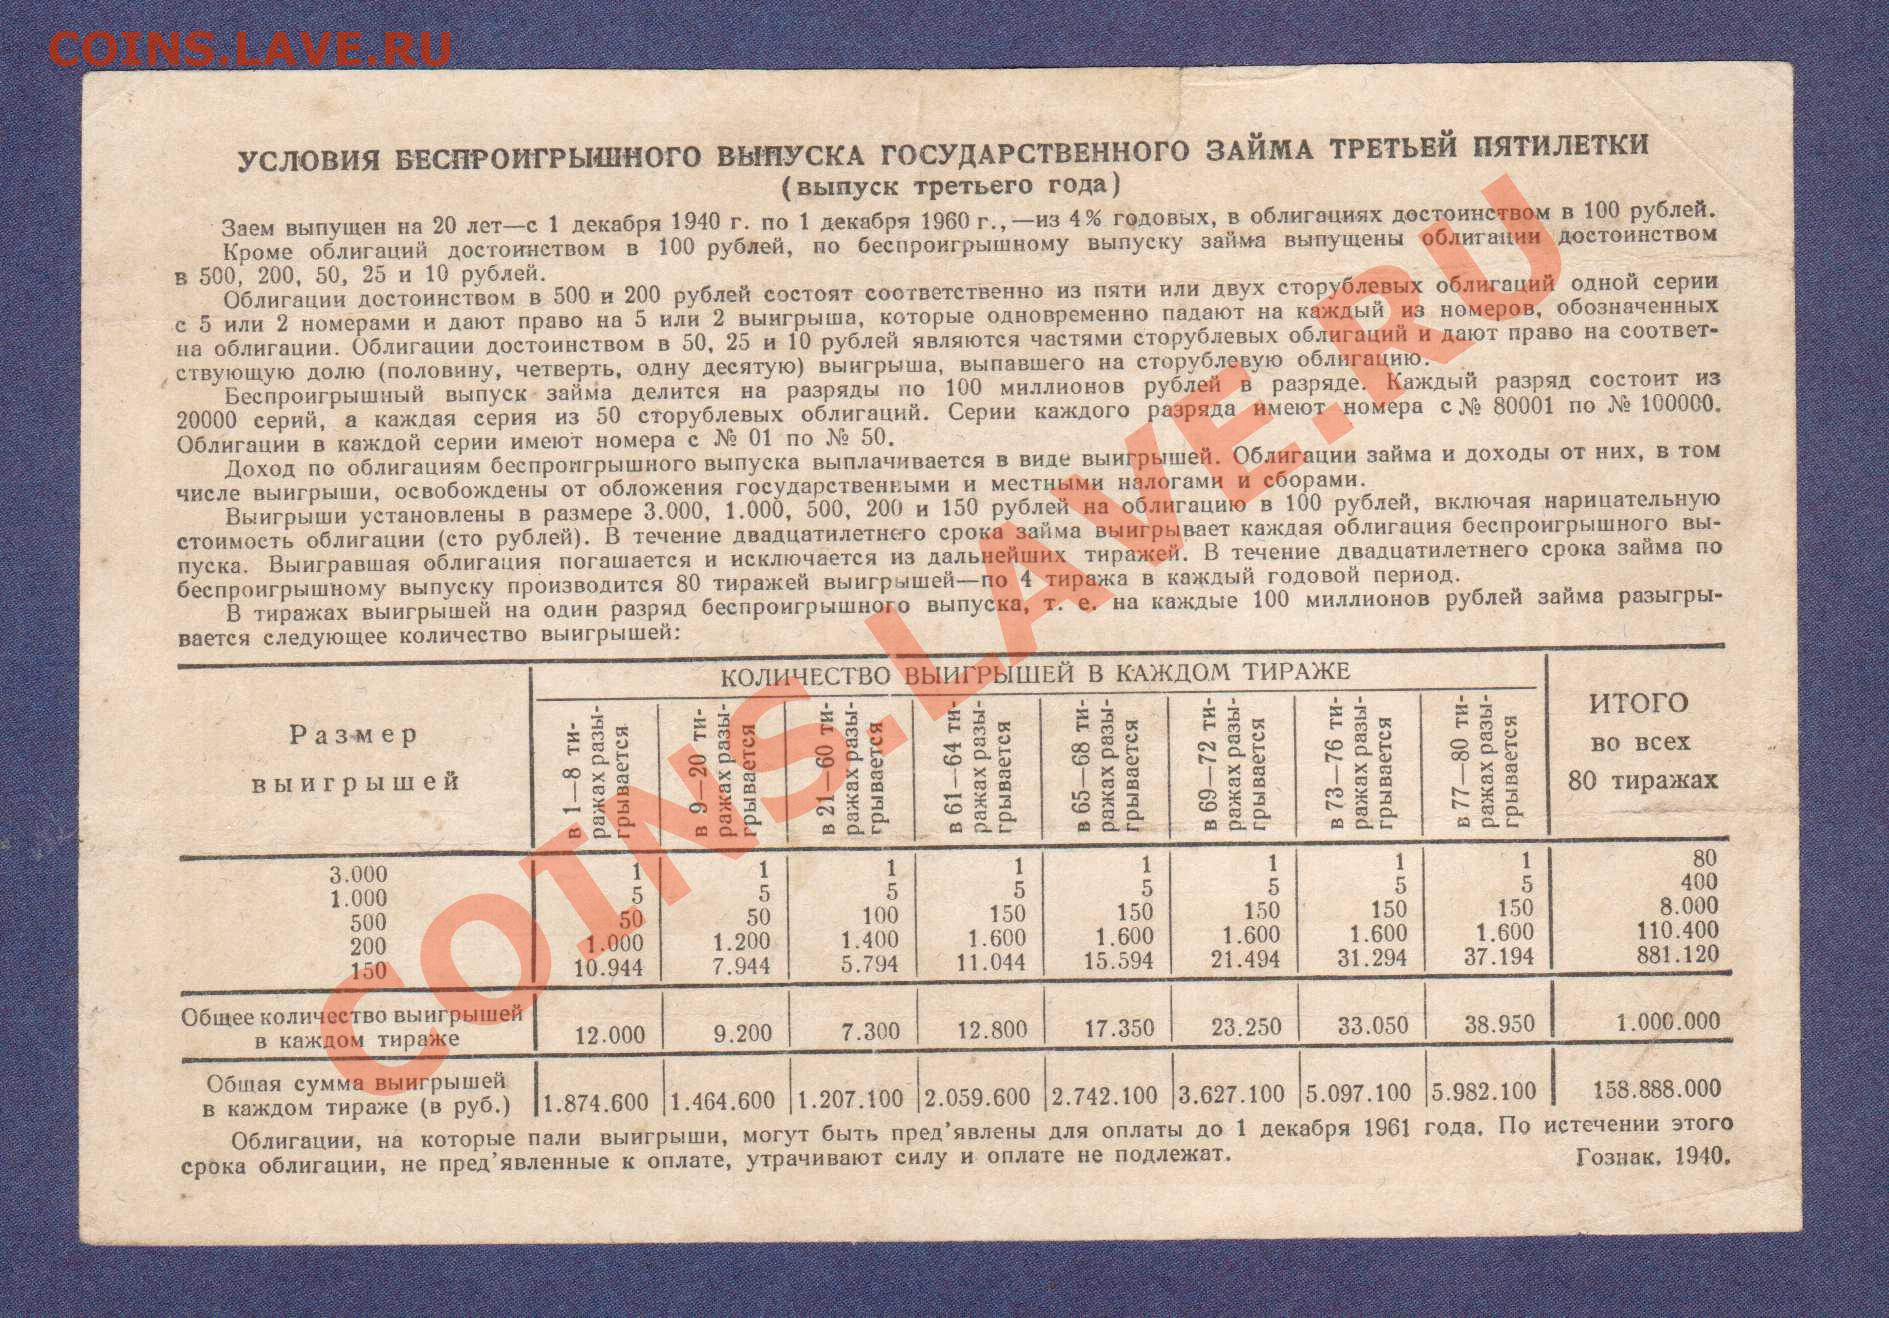 COINS.LAVE.RU
УСЛОВИЯ БЕСПРОИГРЫШНОГО ВЫПУСКА ГОСУДАРСТВЕННОГО ЗАЙМА ТРЕТЬЕЙ ПЯТИЛЕТКИ
(выпуск третьего года)
Заем выпущен на 20 лет—с 1 декабря 1940 г. по 1 декабря 1960 г.,—из 4% годовых, в облигациях достоинством в 100 рублей.
Кроме облигаций достоинством в 100 рублей, по беспроигрышному выпуску займа выпущены облигации достоинством
в 500, 200, 50, 25 и 10 рублей.
Облигации достоинством в 500 и 200 рублей состоят соответственно из пяти или двух сторублевых облигаций одной серии
с 5 или 2 номерами и дают право на 5 или 2 выигрыша, которые одновременно падают на каждый из номеров, обозначенных
на облигации. Облигации достоинством в 50, 25 и 10 рублей являются частями сторублевых облигаций и дают право на соответ-
ствующую долю (половину, четверть, одну десятую) выигрыша, выпавшего на сторублевую облигацию.
Беспроигрышный выпуск займа делится на разряды по 100 миллионов рублей в разряде. Каждый разряд состоит из
20000 серий, а каждая серия из 50 сторублевых облигаций. Серии каждого разряда имеют номера с № 80001 по № 100000.
Облигации в каждой серии имеют номера с № 01 по № 50.
Доход по облигациям беспроигрышного выпуска выплачивается в виде выигрышей. Облигации займа и доходы от них, в том
числе выигрыши, освобождены от обложения государственными и местными налогами и сборами.
Выигрыши установлены в размере 3.000, 1.000, 500, 200 и 150 рублей на облигацию в 100 рублей, включая нарицательную
стоимость облигации (сто рублей). В течение двадцатилетнего срока займа выигрывает каждая облигация беспроигрышного вы-
пуска. Выигравшая облигация погашается и исключается из дальнейших тиражей. В течение двадцатилетнего срока займа по
беспроигрышному выпуску производится 80 тиражей выигрышей—по 4 тиража в каждый годовой период.
В тиражах выигрышей на один разряд беспроигрышного выпуска, т. е. на каждые 100 миллионов рублей займа разыгры-
вается следующее количество выигрышей:
Размер выигрышей
КОЛИЧЕСТВО ВЫИГРЫШЕЙ В КАЖДОМ ТИРАЖЕ
в 1—8 ти-
ражах разы-
грывается
в 9—20 ти-
ражах разы-
грывается
в 21—60 ти-
ражах разы-
грывается
в 61—64 ти-
ражах разы-
грывается
в 65—68 ти-
ражах разы-
грывается
в 69—72 ти-
ражах разы-
грывается
в 73—76 ти-
ражах разы-
грывается
в 77—80 ти-
ражах разы-
грывается
ИТОГО
во всех
80 тиражах
3.000 1 1 1 1 1 1 1 1 80
1.000 5 5 5 5 5 5 5 5 400
500 50 50 100 150 150 150 150 150 8.000
200 1.000 1.200 1.400 1.600 1.600 1.600 1.600 1.600 110.400
150 10.944 7.944 5.794 11.044 15.594 21.494 31.294 37.194 881.120
Общее количество выигрышей
в каждом тираже 12.000 9.200 7.300 12.800 17.350 23.250 33.050 38.950 1.000.000
Общая сумма выигрышей
в каждом тираже (в руб.) 1.874.600 1.464.600 1.207.100 2.059.600 2.742.100 3.627.100 5.097.100 5.982.100 158.888.000
Облигации, на которые пали выигрыши, могут быть пред'явлены для оплаты до 1 декабря 1961 года. По истечении этого
срока облигации, не пред'явленные к оплате, утрачивают силу и оплате не подлежат.
Гознак. 1940.
COINS.LAVE.RU